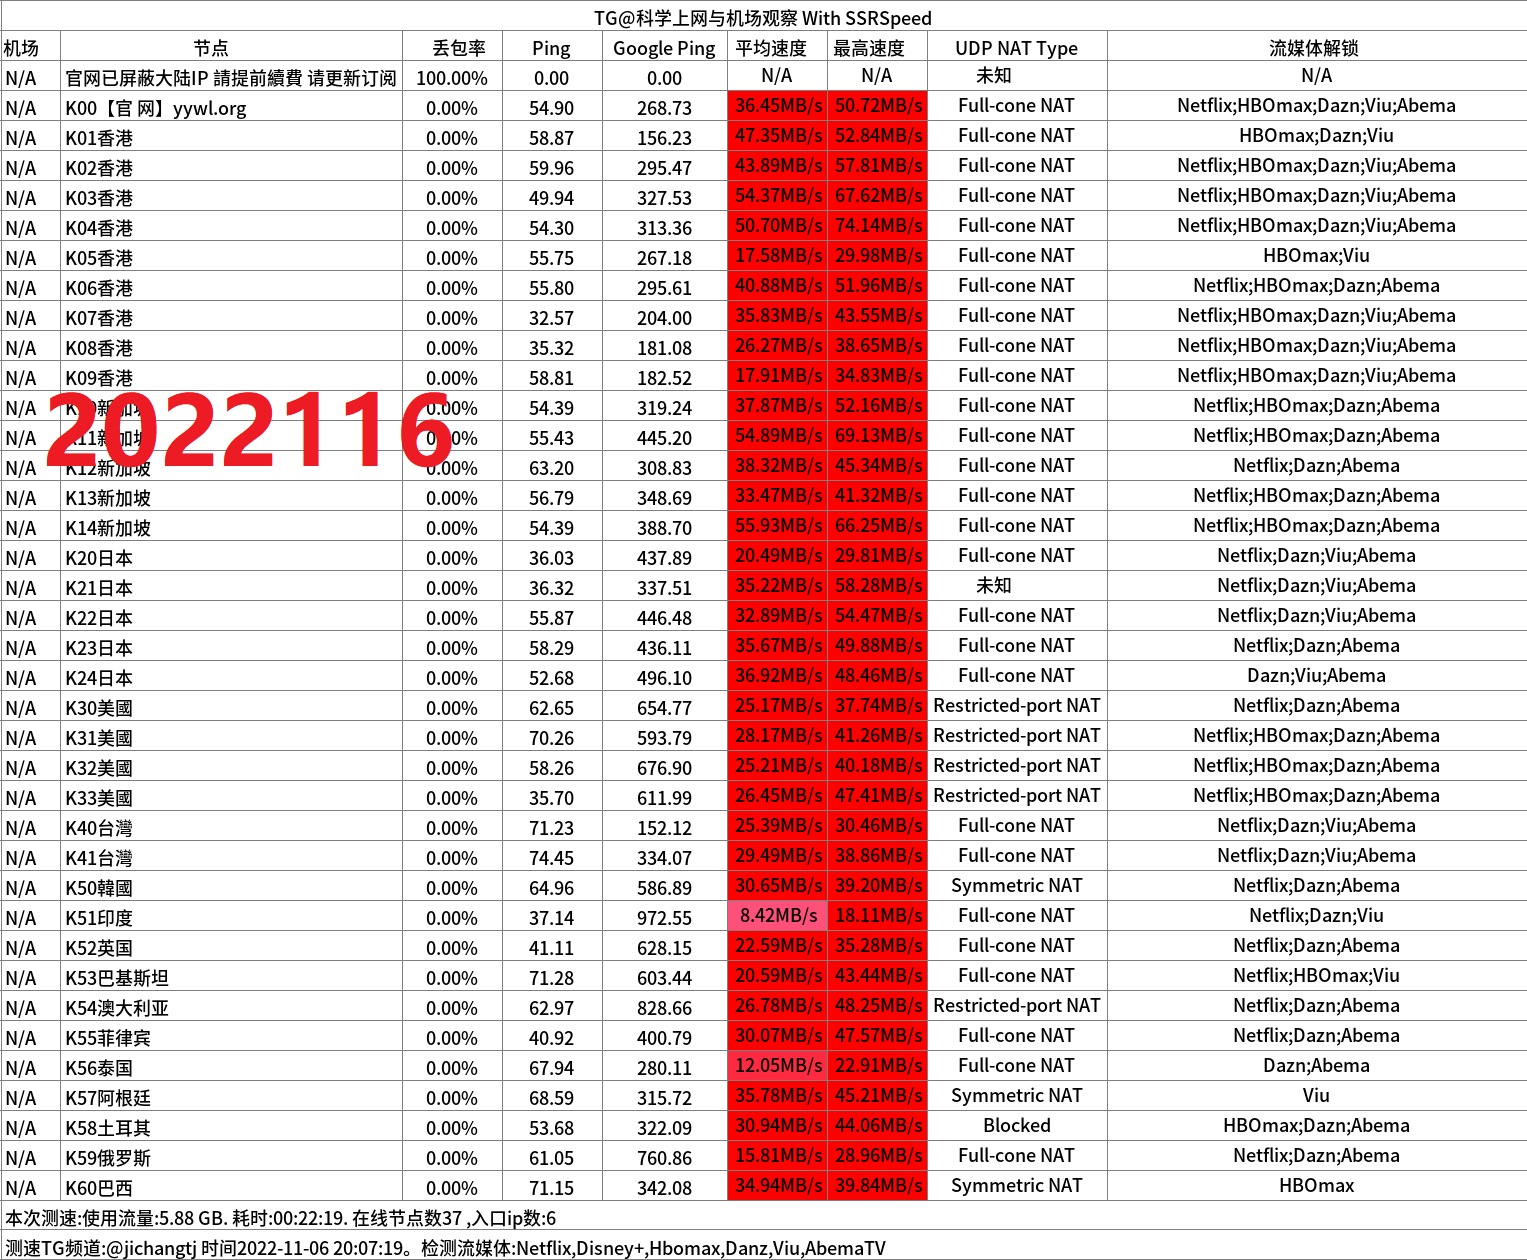 TG@科学上网与机场观察 With SSRSpeed
机场 节点 丢包率 Ping Google Ping 平均速度 最高速度 UDP NAT Type 流媒体解锁
N/A 官网已屏蔽大陆IP 請提前續費 请更新订阅 100.00% 0.00 0.00 N/A N/A 未知 N/A
N/A K00【官 网】yywl.org 0.00% 54.90 268.73 36.45MB/s 50.72MB/s Full-cone NAT Netflix;HBOmax;Dazn;Viu;Abema
N/A K01香港 0.00% 58.87 156.23 47.35MB/s 52.84MB/s Full-cone NAT HBOmax;Dazn;Viu
N/A K02香港 0.00% 59.96 295.47 43.89MB/s 57.81MB/s Full-cone NAT Netflix;HBOmax;Dazn;Viu;Abema
N/A K03香港 0.00% 49.94 327.53 54.37MB/s 67.62MB/s Full-cone NAT Netflix;HBOmax;Dazn;Viu;Abema
N/A K04香港 0.00% 54.30 313.36 50.70MB/s 74.14MB/s Full-cone NAT Netflix;HBOmax;Dazn;Viu;Abema
N/A K05香港 0.00% 55.75 267.18 17.58MB/s 29.98MB/s Full-cone NAT HBOmax;Viu
N/A K06香港 0.00% 55.80 295.61 40.88MB/s 51.96MB/s Full-cone NAT Netflix;HBOmax;Dazn;Abema
N/A K07香港 0.00% 32.57 204.00 35.83MB/s 43.55MB/s Full-cone NAT Netflix;HBOmax;Dazn;Viu;Abema
N/A K08香港 0.00% 35.32 181.08 26.27MB/s 38.65MB/s Full-cone NAT Netflix;HBOmax;Dazn;Viu;Abema
N/A K09香港 0.00% 58.81 182.52 17.91MB/s 34.83MB/s Full-cone NAT Netflix;HBOmax;Dazn;Viu;Abema
N/A K10新加坡 0.00% 54.39 319.24 37.87MB/s 52.16MB/s Full-cone NAT Netflix;HBOmax;Dazn;Abema
2022116
N/A K11新加坡 0.00% 55.43 445.20 54.89MB/s 69.13MB/s Full-cone NAT Netflix;HBOmax;Dazn;Abema
N/A K12新加坡 0.00% 63.20 308.83 38.32MB/s 45.34MB/s Full-cone NAT Netflix;Dazn;Abema
N/A K13新加坡 0.00% 56.79 348.69 33.47MB/s 41.32MB/s Full-cone NAT Netflix;HBOmax;Dazn;Abema
N/A K14新加坡 0.00% 54.39 388.70 55.93MB/s 66.25MB/s Full-cone NAT Netflix;HBOmax;Dazn;Abema
N/A K20日本 0.00% 36.03 437.89 20.49MB/s 29.81MB/s Full-cone NAT Netflix;Dazn;Viu;Abema
N/A K21日本 0.00% 36.32 337.51 35.22MB/s 58.28MB/s 未知 Netflix;Dazn;Viu;Abema
N/A K22日本 0.00% 55.87 446.48 32.89MB/s 54.47MB/s Full-cone NAT Netflix;Dazn;Viu;Abema
N/A K23日本 0.00% 58.29 436.11 35.67MB/s 49.88MB/s Full-cone NAT Netflix;Dazn;Abema
N/A K24日本 0.00% 52.68 496.10 36.92MB/s 48.46MB/s Full-cone NAT Dazn;Viu;Abema
N/A K30美國 0.00% 62.65 654.77 25.17MB/s 37.74MB/s Restricted-port NAT Netflix;Dazn;Abema
N/A K31美國 0.00% 70.26 593.79 28.17MB/s 41.26MB/s Restricted-port NAT Netflix;HBOmax;Dazn;Abema
N/A K32美國 0.00% 58.26 676.90 25.21MB/s 40.18MB/s Restricted-port NAT Netflix;HBOmax;Dazn;Abema
N/A K33美國 0.00% 35.70 611.99 26.45MB/s 47.41MB/s Restricted-port NAT Netflix;HBOmax;Dazn;Abema
N/A K40台灣 0.00% 71.23 152.12 25.39MB/s 30.46MB/s Full-cone NAT Netflix;Dazn;Viu;Abema
N/A K41台灣 0.00% 74.45 334.07 29.49MB/s 38.86MB/s Full-cone NAT Netflix;Dazn;Viu;Abema
N/A K50韓國 0.00% 64.96 586.89 30.65MB/s 39.20MB/s Symmetric NAT Netflix;Dazn;Abema
N/A K51印度 0.00% 37.14 972.55 8.42MB/s 18.11MB/s Full-cone NAT Netflix;Dazn;Viu
N/A K52英国 0.00% 41.11 628.15 22.59MB/s 35.28MB/s Full-cone NAT Netflix;Dazn;Abema
N/A K53巴基斯坦 0.00% 71.28 603.44 20.59MB/s 43.44MB/s Full-cone NAT Netflix;HBOmax;Viu
N/A K54澳大利亚 0.00% 62.97 828.66 26.78MB/s 48.25MB/s Restricted-port NAT Netflix;Dazn;Abema
N/A K55菲律宾 0.00% 40.92 400.79 30.07MB/s 47.57MB/s Full-cone NAT Netflix;Dazn;Abema
N/A K56泰国 0.00% 67.94 280.11 12.05MB/s 22.91MB/s Full-cone NAT Dazn;Abema
N/A K57阿根廷 0.00% 68.59 315.72 35.78MB/s 45.21MB/s Symmetric NAT Viu
N/A K58土耳其 0.00% 53.68 322.09 30.94MB/s 44.06MB/s Blocked HBOmax;Dazn;Abema
N/A K59俄罗斯 0.00% 61.05 760.86 15.81MB/s 28.96MB/s Full-cone NAT Netflix;Dazn;Abema
N/A K60巴西 0.00% 71.15 342.08 34.94MB/s 39.84MB/s Symmetric NAT HBOmax
本次测速:使用流量:5.88 GB. 耗时:00:22:19. 在线节点数37 ,入口ip数:6
测速TG频道:@jichangtj 时间2022-11-06 20:07:19。检测流媒体:Netflix,Disney+,Hbomax,Danz,Viu,AbemaTV